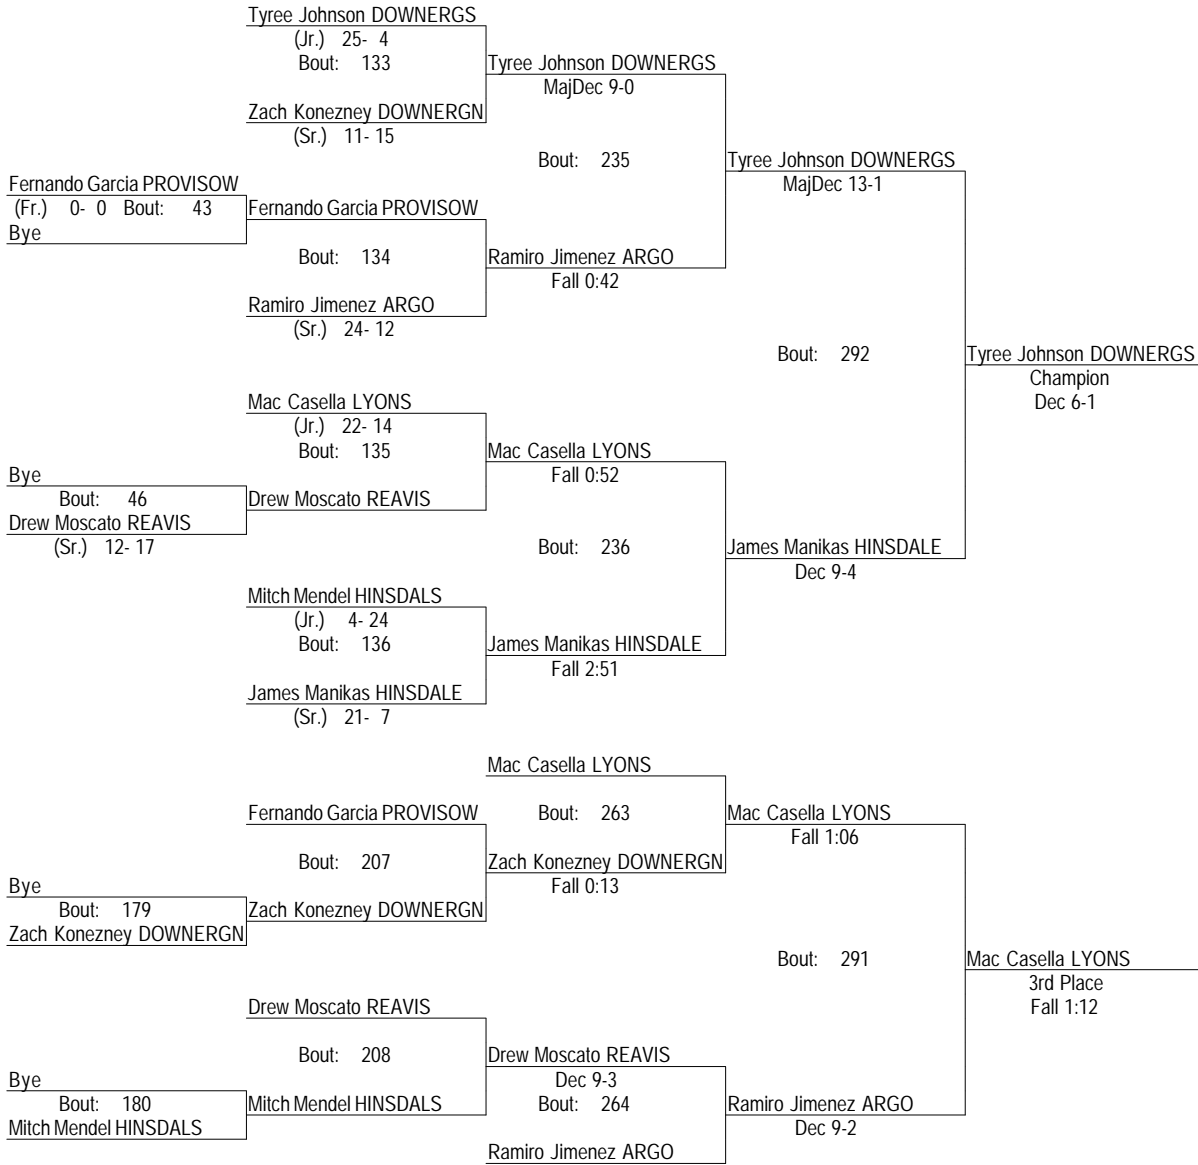 Tyree Johnson DOWNERGS
(Jr.) 25- 4
Bout: 133
Tyree Johnson DOWNERGS
MajDec 9-0
Zach Konezney DOWNERGN
(Sr.) 11- 15
Bout: 235
Tyree Johnson DOWNERGS
MajDec 13-1
Fernando Garcia PROVISOW
(Fr.) 0- 0 Bout: 43
Fernando Garcia PROVISOW
Bye
Bout: 134
Ramiro Jimenez ARGO
Fall 0:42
Ramiro Jimenez ARGO
(Sr.) 24- 12
Bout: 292
Tyree Johnson DOWNERGS
Champion
Dec 6-1
Mac Casella LYONS
(Jr.) 22- 14
Bout: 135
Mac Casella LYONS
Fall 0:52
Bye
Bout: 46
Drew Moscato REAVIS
Drew Moscato REAVIS
(Sr.) 12- 17
Bout: 236
James Manikas HINSDALE
Dec 9-4
Mitch Mendel HINSDALS
(Jr.) 4- 24
Bout: 136
James Manikas HINSDALE
Fall 2:51
James Manikas HINSDALE
(Sr.) 21- 7
Mac Casella LYONS
Fernando Garcia PROVISOW
Bout: 263
Mac Casella LYONS
Fall 1:06
Bout: 207
Zach Konezney DOWNERGN
Fall 0:13
Bye
Bout: 179
Zach Konezney DOWNERGN
Zach Konezney DOWNERGN
Bout: 291
Mac Casella LYONS
3rd Place
Fall 1:12
Drew Moscato REAVIS
Bout: 208
Drew Moscato REAVIS
Dec 9-3
Bye
Bout: 180
Mitch Mendel HINSDALS
Mitch Mendel HINSDALS
Bout: 264
Ramiro Jimenez ARGO
Dec 9-2
Ramiro Jimenez ARGO